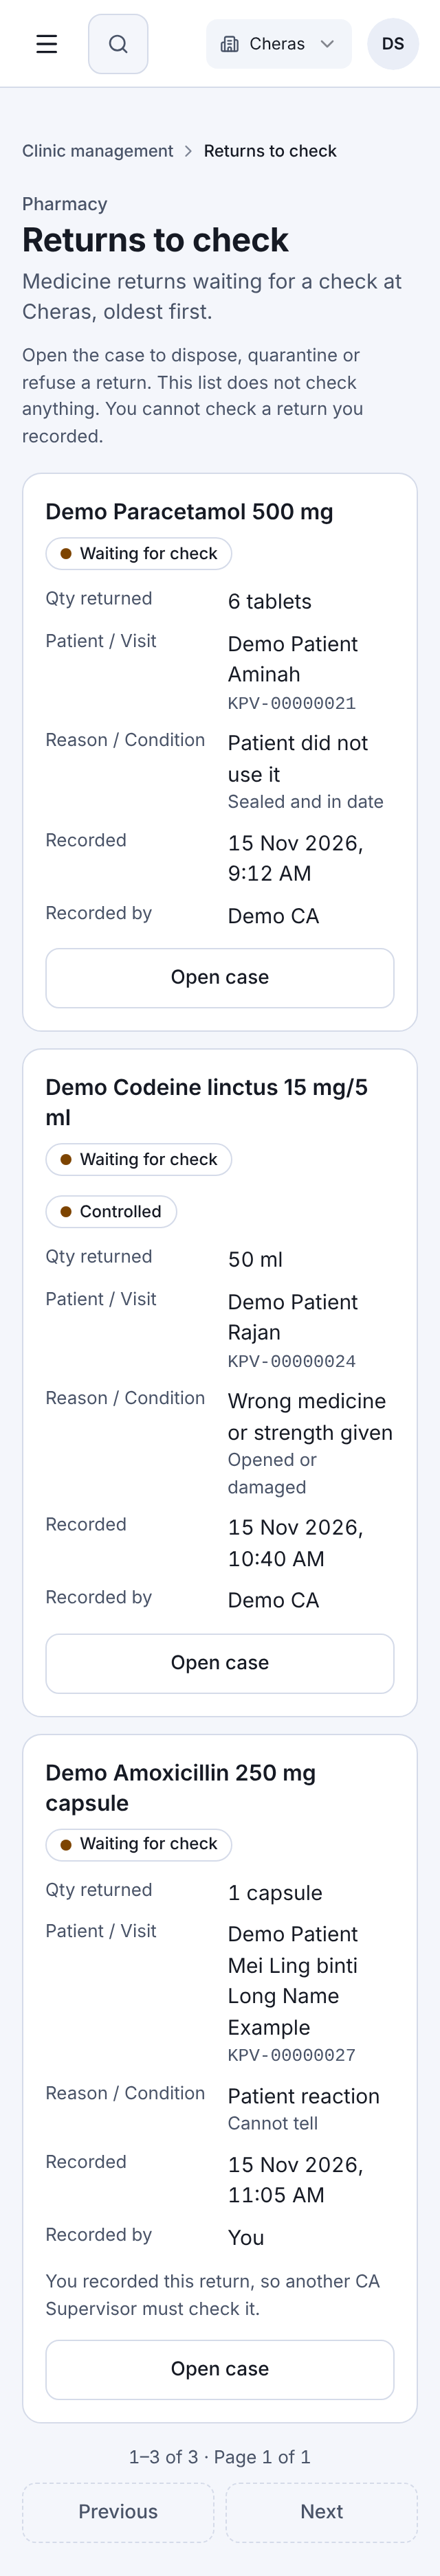 Cheras
DS
Clinic management > Returns to check
Pharmacy
Returns to check
Medicine returns waiting for a check at
Cheras, oldest first.
Open the case to dispose, quarantine or
refuse a return. This list does not check
anything. You cannot check a return you
recorded.
Demo Paracetamol 500 mg
Waiting for check
Qty returned 6 tablets
Patient / Visit Demo Patient
Aminah
KPV-00000021
Reason / Condition Patient did not
use it
Sealed and in date
Recorded 15 Nov 2026,
9:12 AM
Recorded by Demo CA
Open case
Demo Codeine linctus 15 mg/5
ml
Waiting for check
Controlled
Qty returned 50 ml
Patient / Visit Demo Patient
Rajan
KPV-00000024
Reason / Condition Wrong medicine
or strength given
Opened or
damaged
Recorded 15 Nov 2026,
10:40 AM
Recorded by Demo CA
Open case
Demo Amoxicillin 250 mg
capsule
Waiting for check
Qty returned 1 capsule
Patient / Visit Demo Patient
Mei Ling binti
Long Name
Example
KPV-00000027
Reason / Condition Patient reaction
Cannot tell
Recorded 15 Nov 2026,
11:05 AM
Recorded by You
You recorded this return, so another CA
Supervisor must check it.
Open case
1–3 of 3 · Page 1 of 1
Previous Next